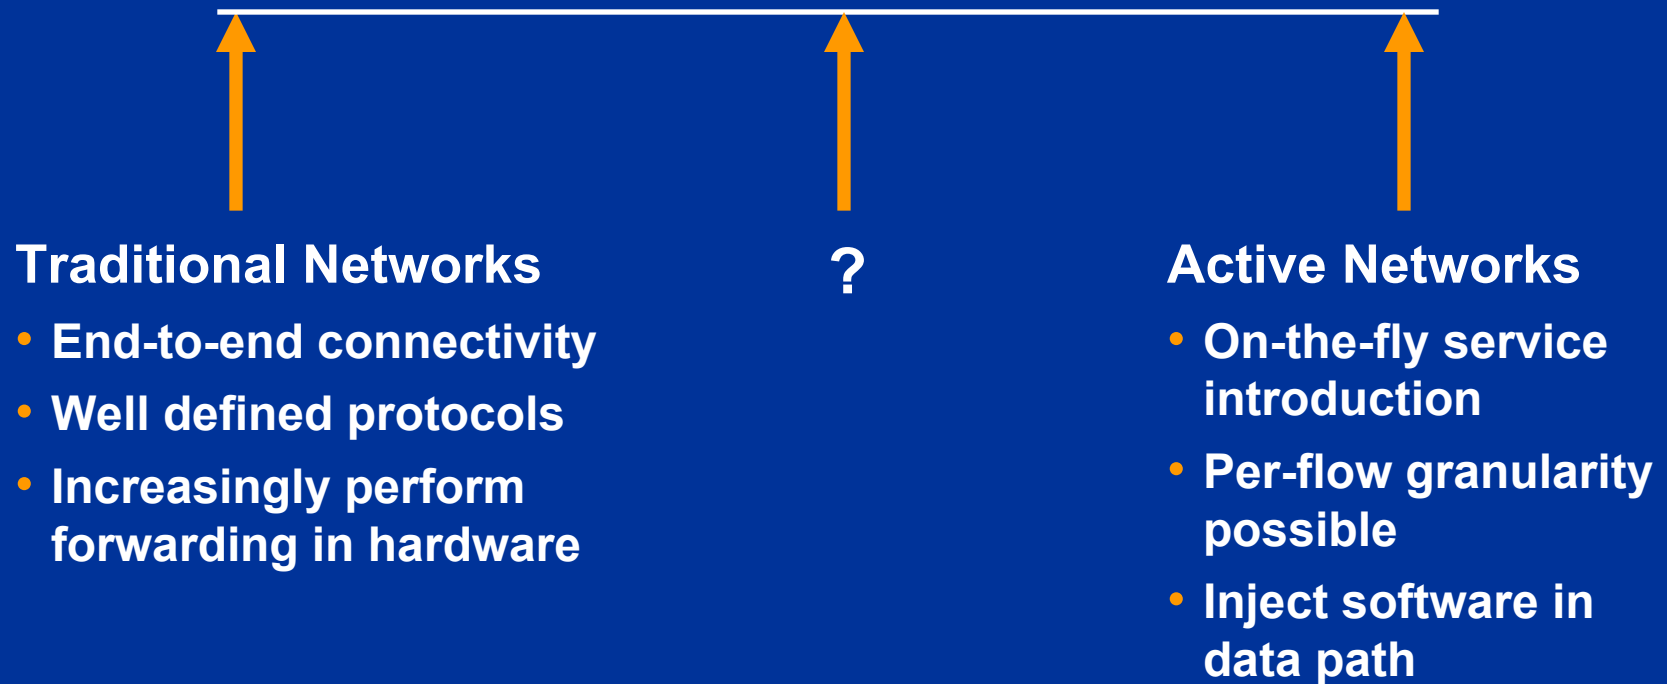 Traditional Networks
• End-to-end connectivity
• Well defined protocols
• Increasingly perform
forwarding in hardware
?
Active Networks
• On-the-fly service
introduction
• Per-flow granularity
possible
• Inject software in
data path